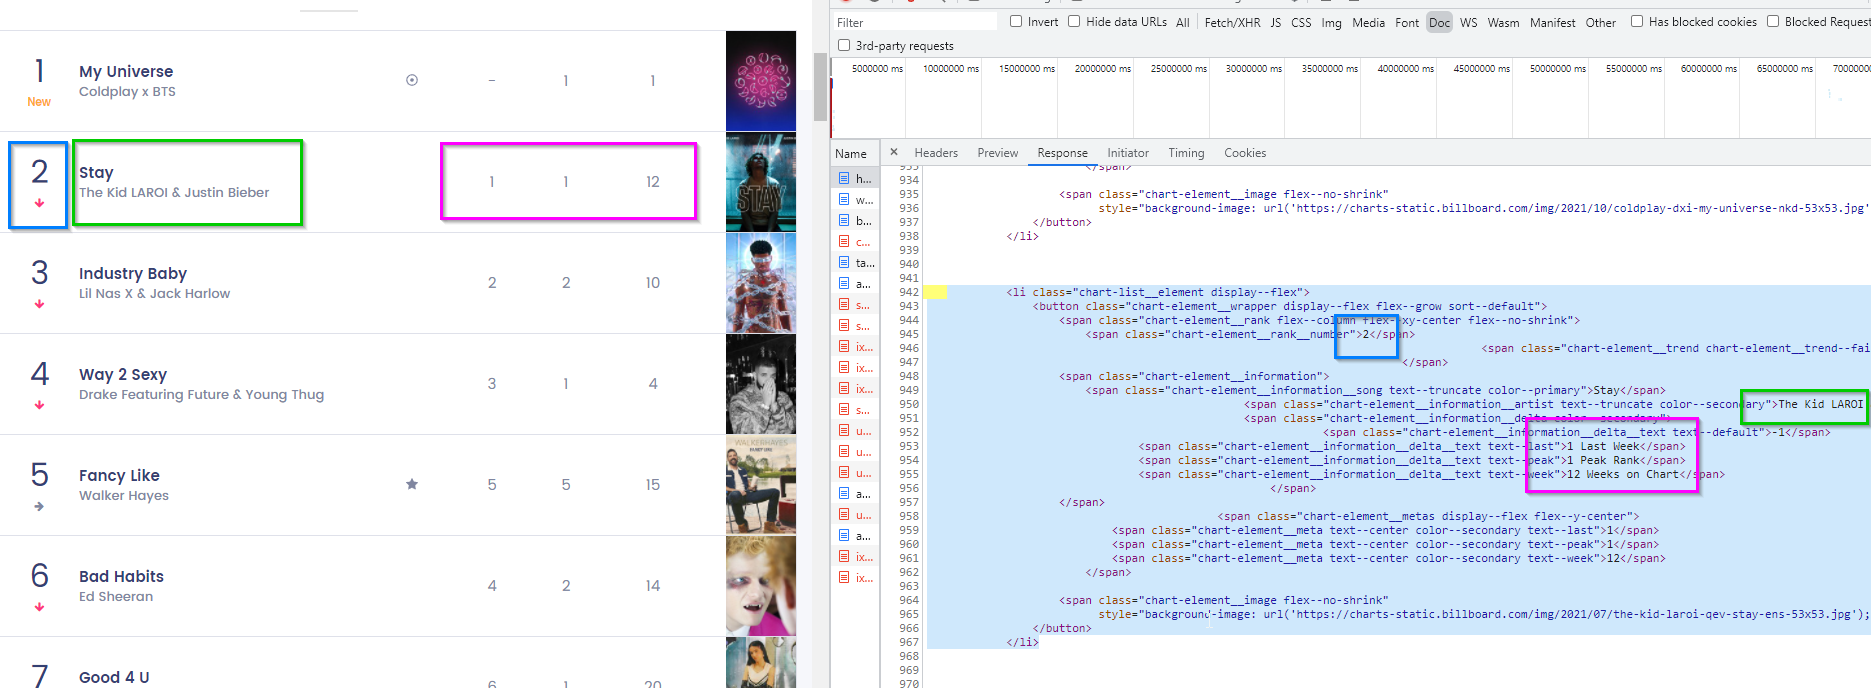 1
New
My Universe
Coldplay x BTS
–
1
1
2
Stay
The Kid LAROI & Justin Bieber
1
1
12
STAY
3
Industry Baby
Lil Nas X & Jack Harlow
2
2
10
4
Way 2 Sexy
Drake Featuring Future & Young Thug
3
1
4
5
Fancy Like
Walker Hayes
5
5
15
WALKER HAYES
6
Bad Habits
Ed Sheeran
4
2
14
7
Good 4 U
6
1
20
Filter
Invert
Hide data URLs
All
Fetch/XHR
JS
CSS
Img
Media
Font
Doc
WS
Wasm
Manifest
Other
Has blocked cookies
Blocked Request
3rd-party requests
5000000 ms
10000000 ms
15000000 ms
20000000 ms
25000000 ms
30000000 ms
35000000 ms
40000000 ms
45000000 ms
50000000 ms
55000000 ms
60000000 ms
65000000 ms
7000000
Name
×
Headers
Preview
Response
Initiator
Timing
Cookies
h...
w...
b...
c...
ta...
a...
s...
s...
ix...
ix...
ix...
s...
u...
u...
u...
a...
u...
a...
ix...
ix...
933 </span>
934
935 <span class="chart-element__image flex--no-shrink"
936 style="background-image: url('https://charts-static.billboard.com/img/2021/10/coldplay-dxi-my-universe-nkd-53x53.jpg'
937 </button>
938 </li>
939
940
941
942 <li class="chart-list__element display--flex">
943 <button class="chart-element__wrapper display--flex flex--grow sort--default">
944 <span class="chart-element__rank flex--column flex--xy-center flex--no-shrink">
945 <span class="chart-element__rank__number">2</span>
946 <span class="chart-element__trend chart-element__trend--fal
947 </span>
948 <span class="chart-element__information">
949 <span class="chart-element__information__song text--truncate color--primary">Stay</span>
950 <span class="chart-element__information__artist text--truncate color--secondary">The Kid LAROI
951 <span class="chart-element__information__delta color--secondary">
952 <span class="chart-element__information__delta__text text--default">-1</span>
953 <span class="chart-element__information__delta__text text--last">1 Last Week</span>
954 <span class="chart-element__information__delta__text text--peak">1 Peak Rank</span>
955 <span class="chart-element__information__delta__text text--week">12 Weeks on Chart</span>
956 </span>
957 </span>
958 <span class="chart-element__metas display--flex flex--y-center">
959 <span class="chart-element__meta text--center color--secondary text--last">1</span>
960 <span class="chart-element__meta text--center color--secondary text--peak">1</span>
961 <span class="chart-element__meta text--center color--secondary text--week">12</span>
962 </span>
963
964 <span class="chart-element__image flex--no-shrink"
965 style="background-image: url('https://charts-static.billboard.com/img/2021/07/the-kid-laroi-qev-stay-ens-53x53.jpg');
966 </button>
967 </li>
968
969
970